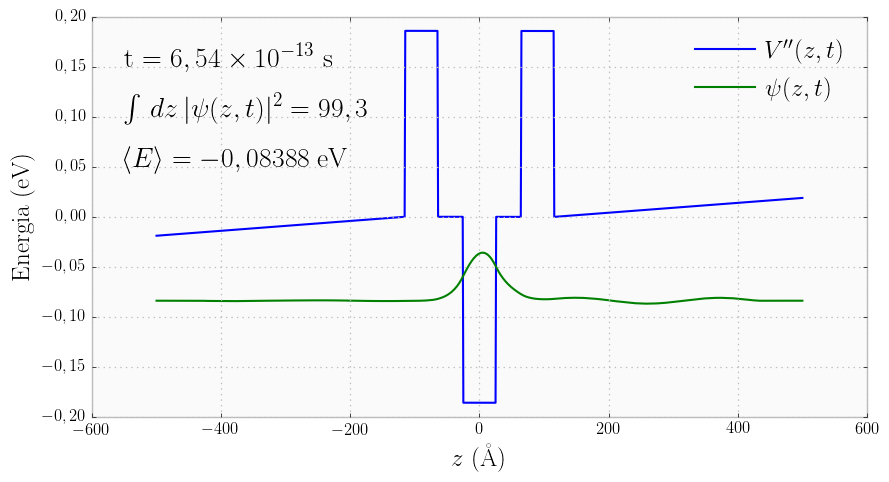 0,20
0,15
0,10
0,05
0,00
−0,05
−0,10
−0,15
−0,20
Energia (eV)
t = 6,54 × 10⁻¹³ s
∫ dz |ψ(z, t)|² = 99,3
⟨E⟩ = −0,08388 eV
V″(z, t)
ψ(z, t)
−600 −400 −200 0 200 400 600
z (Å)